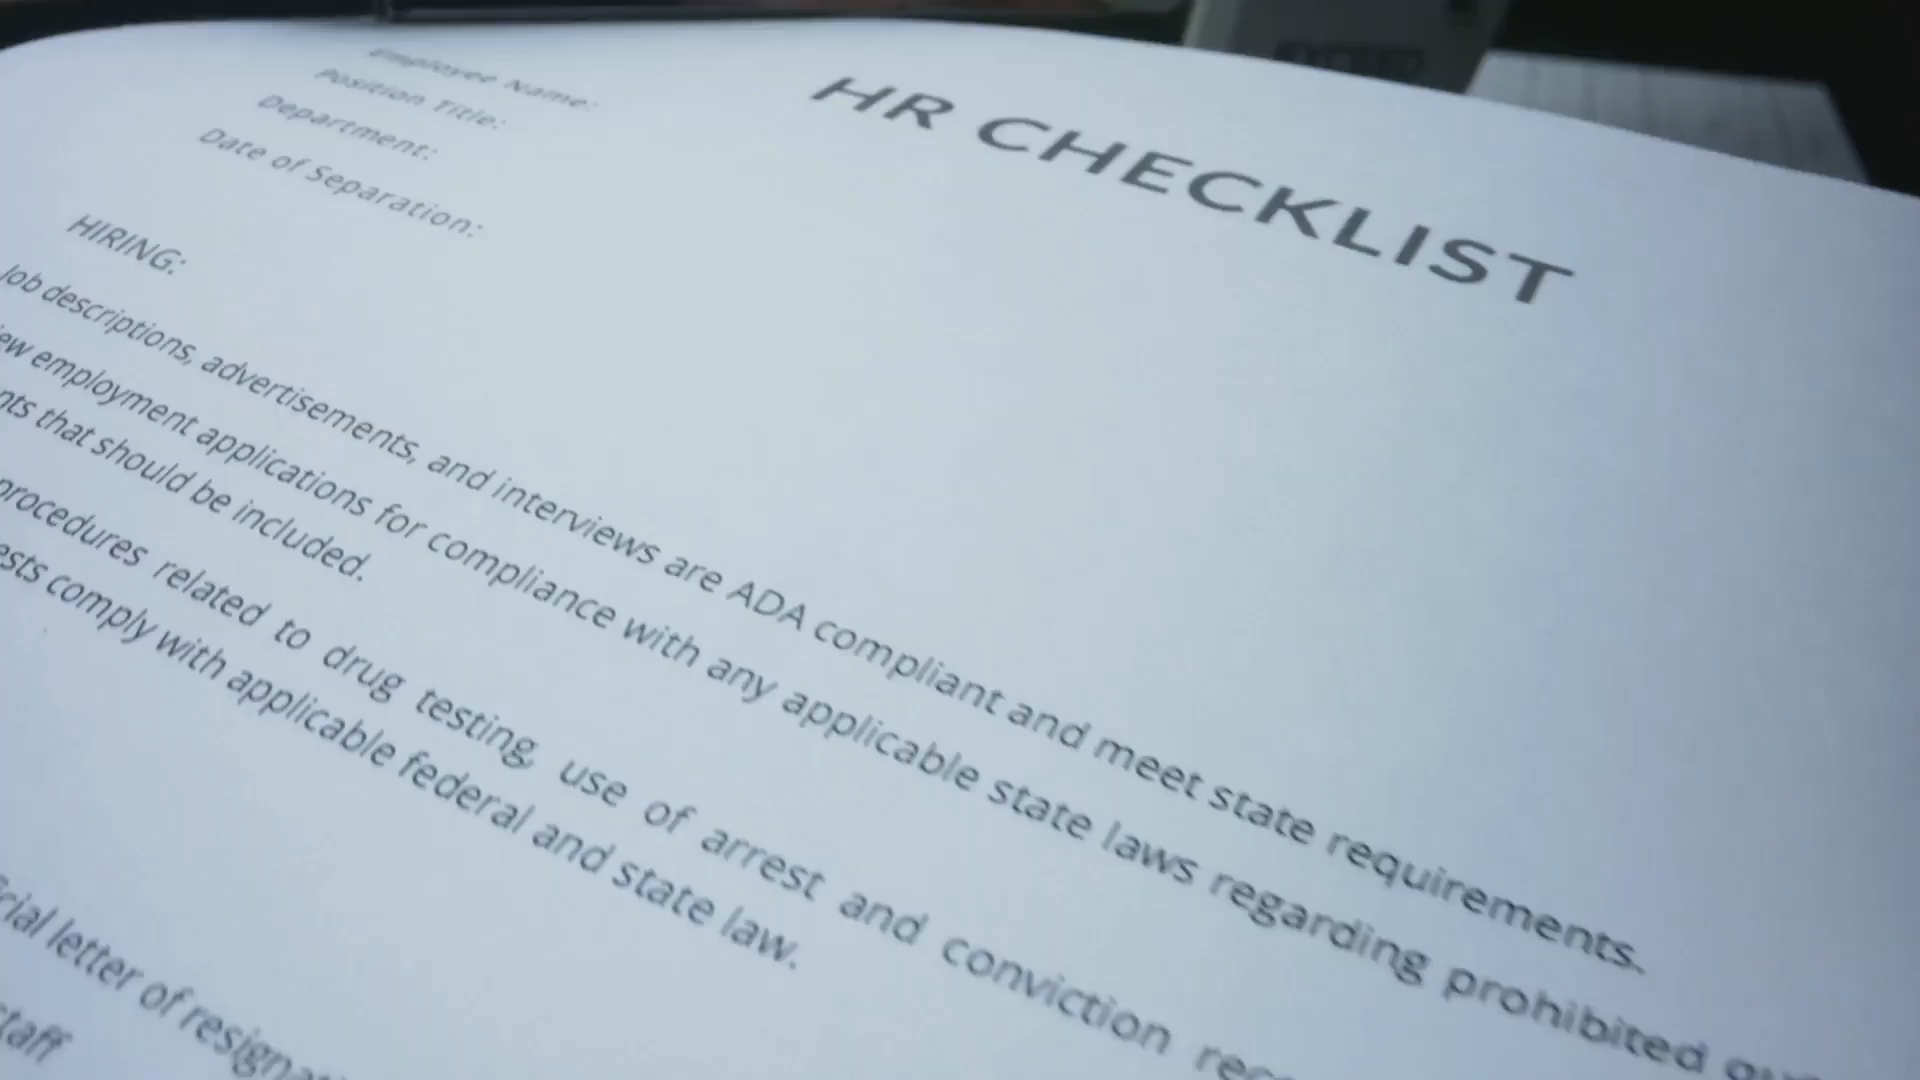 HR CHECKLIST
Employee Name:
Position Title:
Department:
Date of Separation:
HIRING:
Job descriptions, advertisements, and interviews are ADA compliant and meet state requirements.
employment applications for compliance with any applicable state laws regarding prohibited
that should be included.
procedures related to drug testing, use of arrest and conviction
comply with applicable federal and state law.
letter of
staff